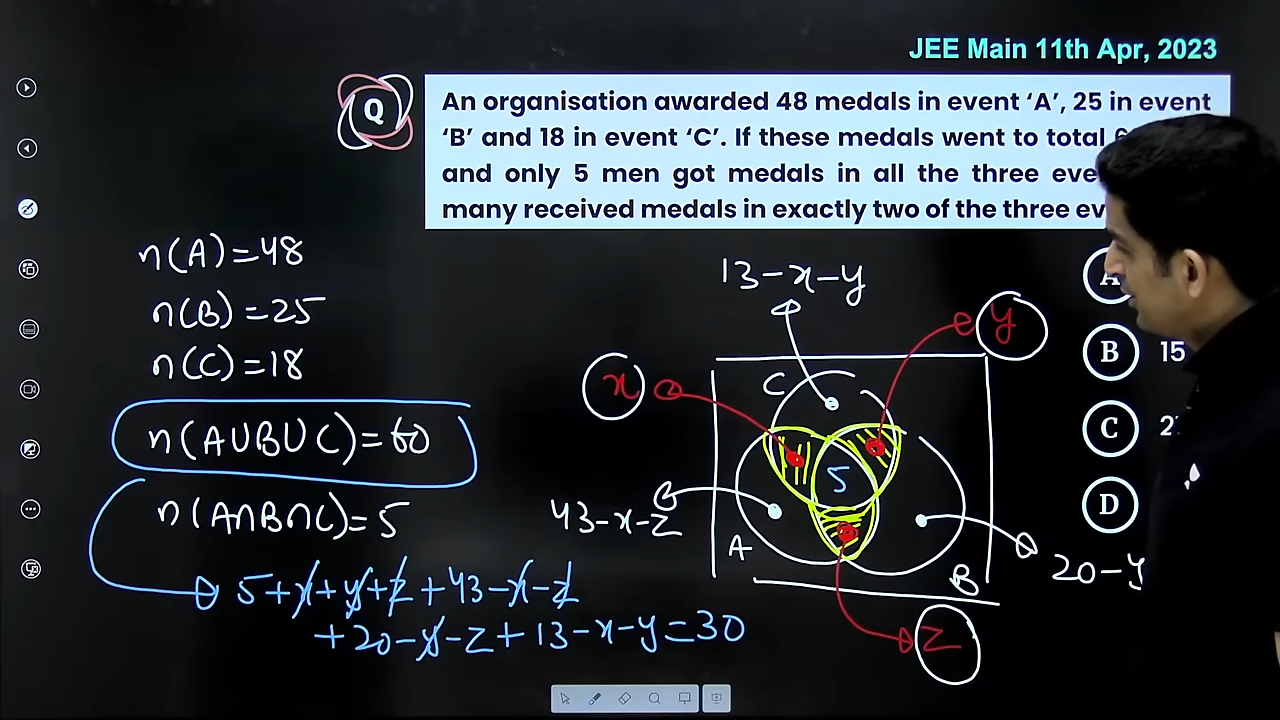 JEE Main 11th Apr, 2023
Q
An organisation awarded 48 medals in event ‘A’, 25 in event
‘B’ and 18 in event ‘C’. If these medals went to total
and only 5 men got medals in all the three
many received medals in exactly two of the three
n(A)=48
n(B)=25
n(C)=18
n(A∪B∪C)=60
n(A∩B∩C)=5
5+x+y+z+43-x-z
+20-y-z+13-x-y=30
13-x-y
y
x
C
5
43-x-z
A
B
20-y
z
A
B 15
C 2
D